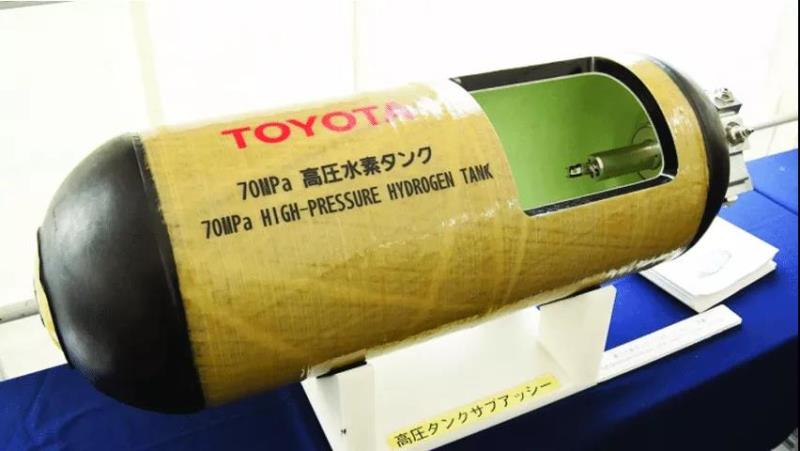 TOYOTA
70MPa 高圧水素タンク
70MPa HIGH-PRESSURE HYDROGEN TANK
高圧タンクサブアッシー